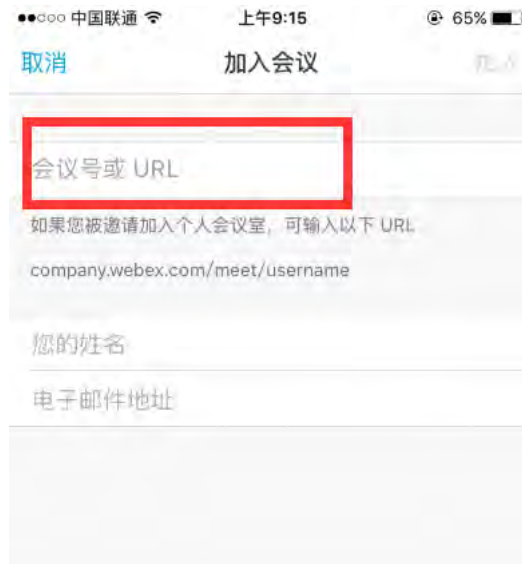 中国联通 上午9:15 65%
取消 加入会议
会议号或 URL
如果您被邀请加入个人会议室，可输入以下 URL
company.webex.com/meet/username
您的姓名
电子邮件地址